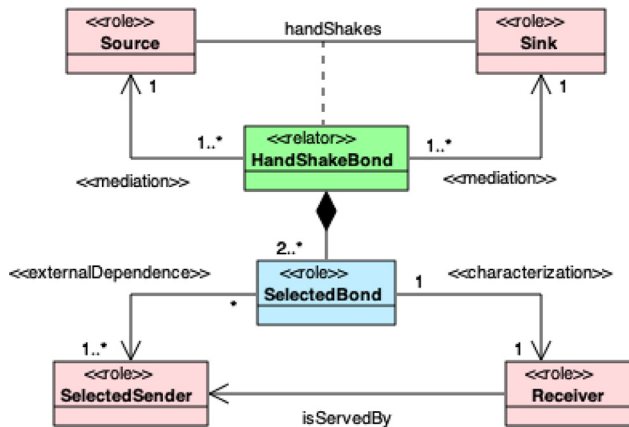 <<role>>
Source
handShakes
<<role>>
Sink
1
1
1..*
<<relator>>
HandShakeBond
1..*
<<mediation>>
<<mediation>>
2..*
<<externalDependence>>
<<role>>
SelectedBond
1
<<characterization>>
*
1..*
1
<<role>>
SelectedSender
<<role>>
Receiver
isServedBy